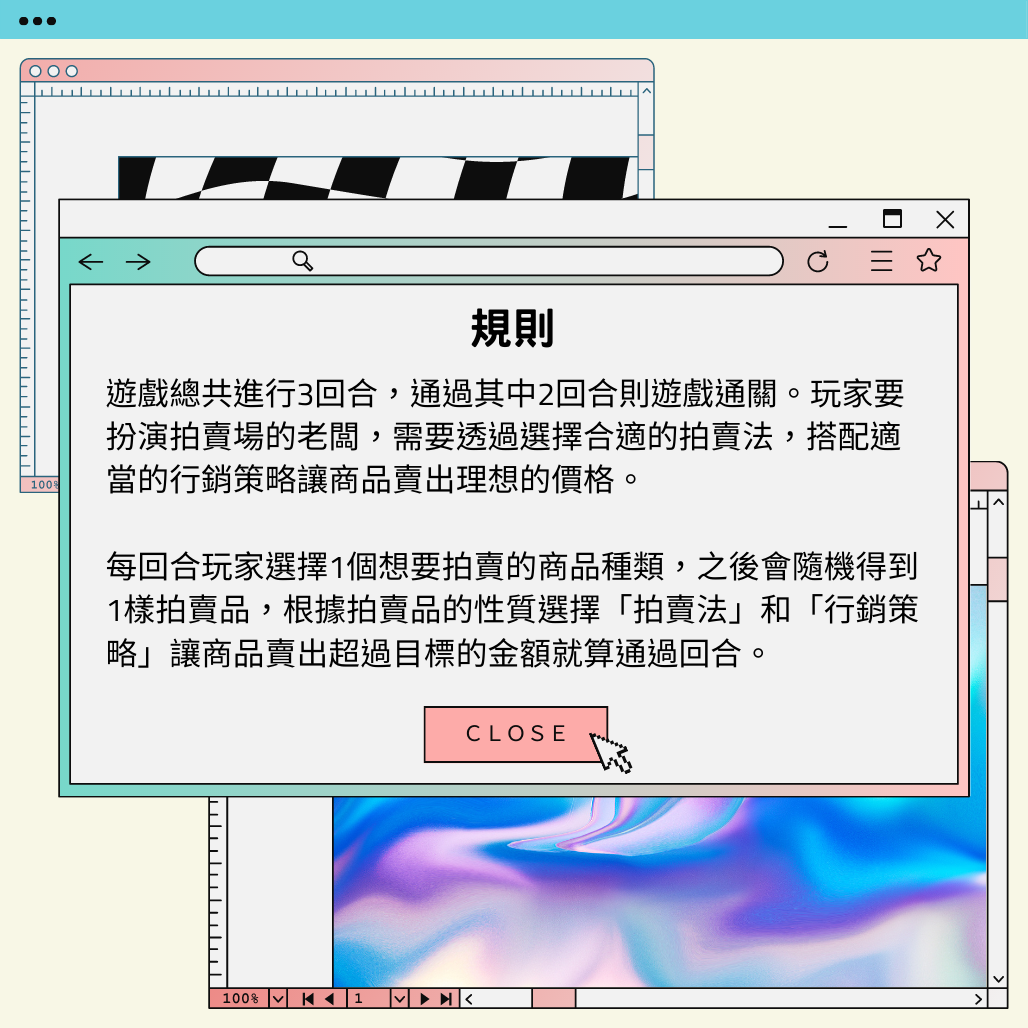 100%
規則
遊戲總共進行3回合，通過其中2回合則遊戲通關。玩家要
扮演拍賣場的老闆，需要透過選擇合適的拍賣法，搭配適
當的行銷策略讓商品賣出理想的價格。
每回合玩家選擇1個想要拍賣的商品種類，之後會隨機得到
1樣拍賣品，根據拍賣品的性質選擇「拍賣法」和「行銷策
略」讓商品賣出超過目標的金額就算通過回合。
CLOSE
100% 1